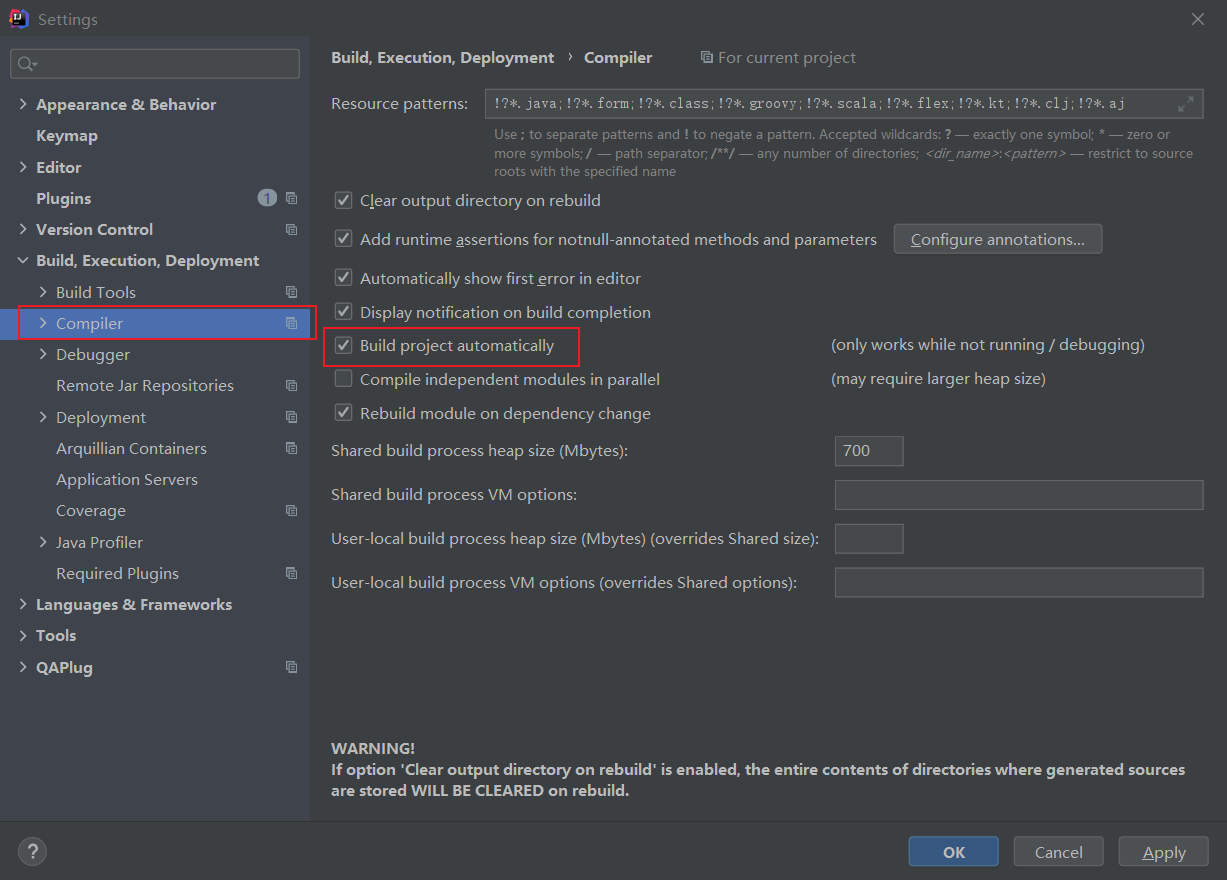 Settings
Appearance & Behavior
Keymap
Editor
Plugins 1
Version Control
Build, Execution, Deployment
Build Tools
Compiler
Debugger
Remote Jar Repositories
Deployment
Arquillian Containers
Application Servers
Coverage
Java Profiler
Required Plugins
Languages & Frameworks
Tools
QAPlug
Build, Execution, Deployment › Compiler For current project
Resource patterns: !?*.java;!?*.form;!?*.class;!?*.groovy;!?*.scala;!?*.flex;!?*.kt;!?*.clj;!?*.aj
Use ; to separate patterns and ! to negate a pattern. Accepted wildcards: ? — exactly one symbol; * — zero or
more symbols; / — path separator; /**/ — any number of directories; <dir_name>:<pattern> — restrict to source
roots with the specified name
Clear output directory on rebuild
Add runtime assertions for notnull-annotated methods and parameters Configure annotations...
Automatically show first error in editor
Display notification on build completion
Build project automatically (only works while not running / debugging)
Compile independent modules in parallel (may require larger heap size)
Rebuild module on dependency change
Shared build process heap size (Mbytes): 700
Shared build process VM options:
User-local build process heap size (Mbytes) (overrides Shared size):
User-local build process VM options (overrides Shared options):
WARNING!
If option 'Clear output directory on rebuild' is enabled, the entire contents of directories where generated sources
are stored WILL BE CLEARED on rebuild.
? OK Cancel Apply